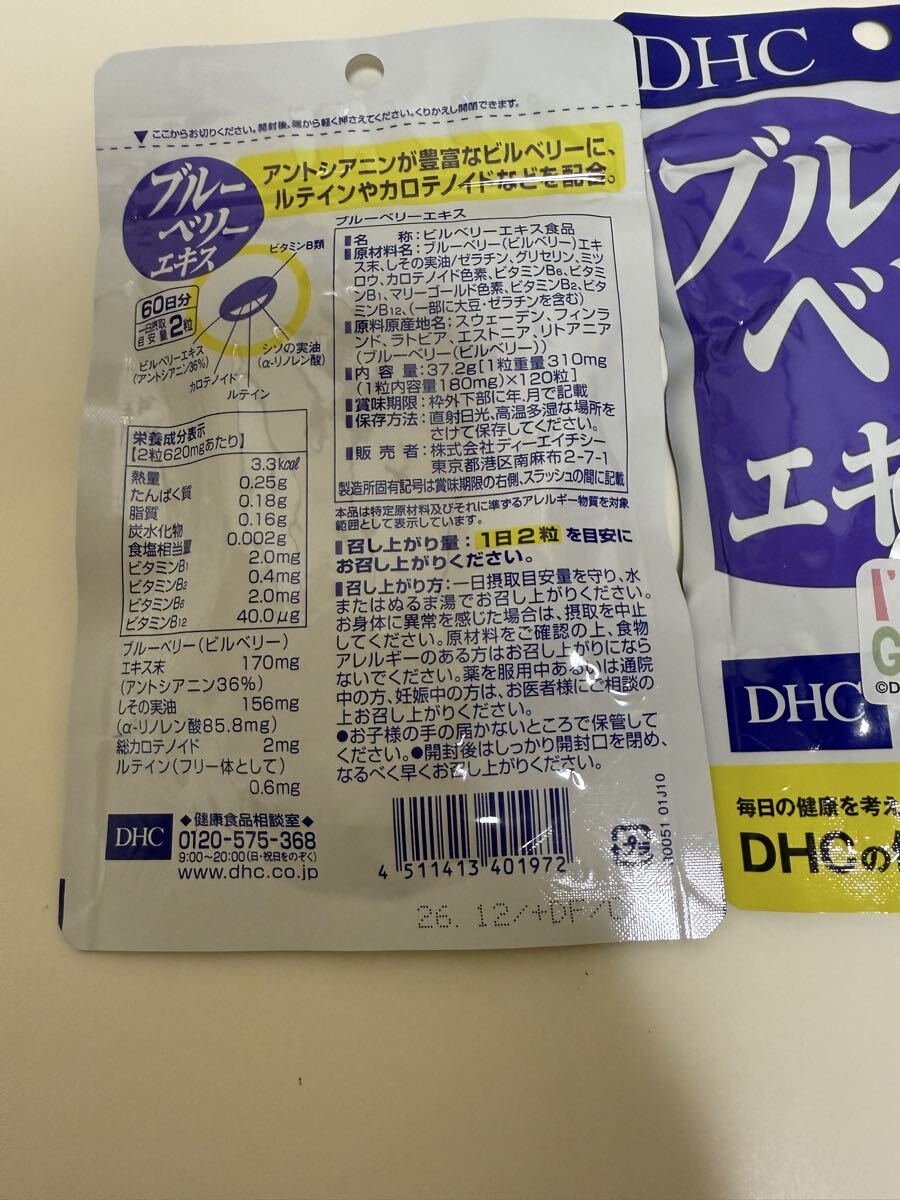 ▼ここからお切りください。開封後、端から軽く押さえてください。くりかえし開閉できます。
ブルー
ベリー
エキス
アントシアニンが豊富なビルベリーに、
ルテインやカロテノイドなどを配合。
60日分
一日摂取
目安量2粒
ビタミンB類
ビルベリーエキス
(アントシアニン36%)
カロテノイド
ルテイン
シソの実油
(α-リノレン酸)
ブルーベリーエキス
名 称:ビルベリーエキス食品
原材料名:ブルーベリー(ビルベリー)エキ
ス末、しその実油/ゼラチン、グリセリン、ミツ
ロウ、カロテノイド色素、ビタミンB6、ビタミ
ンB1、マリーゴールド色素、ビタミンB2、ビタ
ミンB12、(一部に大豆・ゼラチンを含む)
原料原産地名:スウェーデン、フィンラ
ンド、ラトビア、エストニア、リトアニア
(ブルーベリー(ビルベリー))
内 容 量:37.2g[1粒重量310mg
(1粒内容量180mg)×120粒]
賞味期限:枠外下部に年、月で記載
保存方法:直射日光、高温多湿な場所を
さけて保存してください。
販 売 者:株式会社ディーエイチシー
東京都港区南麻布2-7-1
製造所固有記号は賞味期限の右側、スラッシュの間に記載
本品は特定原材料及びそれに準ずるアレルギー物質を対象
範囲として表示しています。
召し上がり量:1日2粒を目安に
お召し上がりください。
召し上がり方:一日摂取目安量を守り、水
またはぬるま湯でお召し上がりください。
お身体に異常を感じた場合は、摂取を中止
してください。原材料をご確認の上、食物
アレルギーのある方はお召し上がりになら
ないでください。薬を服用中あるいは通院
中の方、妊娠中の方は、お医者様にご相談の
上お召し上がりください。
●お子様の手の届かないところで保管して
ください。●開封後はしっかり開封口を閉め、
なるべく早くお召し上がりください。
栄養成分表示
【2粒620mgあたり】
熱量 3.3kcal
たんぱく質 0.25g
脂質 0.18g
炭水化物 0.16g
食塩相当量 0.002g
ビタミンB1 2.0mg
ビタミンB2 0.4mg
ビタミンB6 2.0mg
ビタミンB12 40.0μg
ブルーベリー(ビルベリー)
エキス末 170mg
(アントシアニン36%)
しその実油 156mg
(α-リノレン酸85.8mg)
総カロテノイド 2mg
ルテイン(フリー体として)
0.6mg
DHC
◆健康食品相談室◆
0120-575-368
9:00~20:00(日・祝日をのぞく)
www.dhc.co.jp
4 511413 401972
プラ
26. 12/+DF/
DHC
ブル
ベ
エキ
DHC
©D
毎日の健康を考え
DHCの